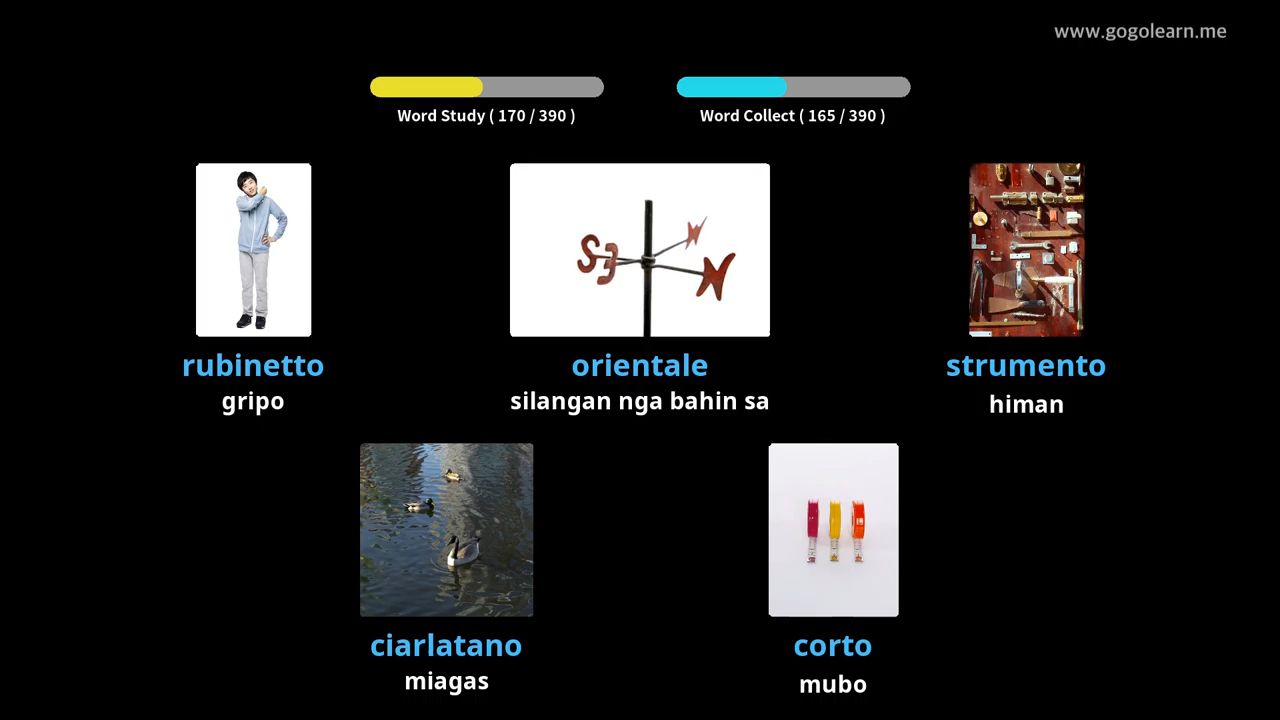 www.gogolearn.me
Word Study ( 170 / 390 )
Word Collect ( 165 / 390 )
rubinetto
gripo
orientale
silangan nga bahin sa
strumento
himan
ciarlatano
miagas
corto
mubo